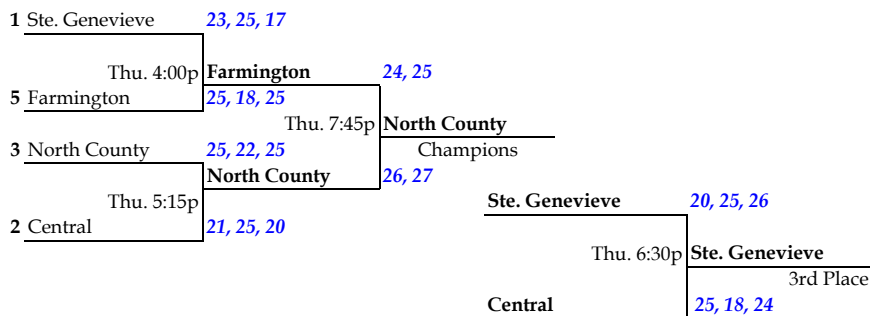 1 Ste. Genevieve 23, 25, 17
Thu. 4:00p Farmington 24, 25
5 Farmington 25, 18, 25
Thu. 7:45p North County
3 North County 25, 22, 25 Champions
North County 26, 27
Thu. 5:15p Ste. Genevieve 20, 25, 26
2 Central 21, 25, 20
Thu. 6:30p Ste. Genevieve
3rd Place
Central 25, 18, 24